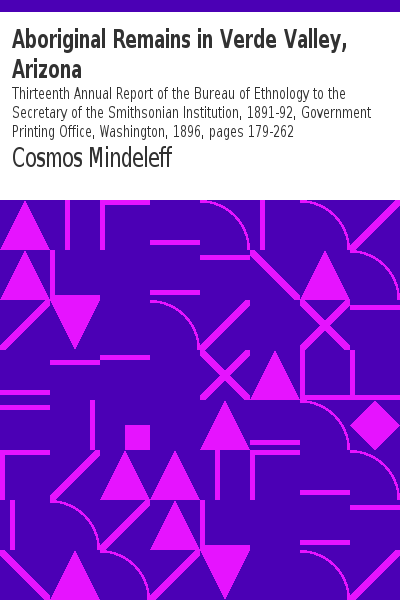 Aboriginal Remains in Verde Valley,
Arizona
Thirteenth Annual Report of the Bureau of Ethnology to the
Secretary of the Smithsonian Institution, 1891-92, Government
Printing Office, Washington, 1896, pages 179-262
Cosmos Mindeleff